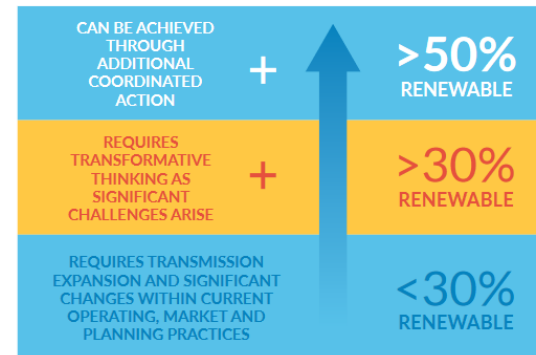 CAN BE ACHIEVED
THROUGH
ADDITIONAL
COORDINATED
ACTION
+
>50%
RENEWABLE
REQUIRES
TRANSFORMATIVE
THINKING AS
SIGNIFICANT
CHALLENGES ARISE
+
>30%
RENEWABLE
REQUIRES TRANSMISSION
EXPANSION AND SIGNIFICANT
CHANGES WITHIN CURRENT
OPERATING, MARKET AND
PLANNING PRACTICES
<30%
RENEWABLE